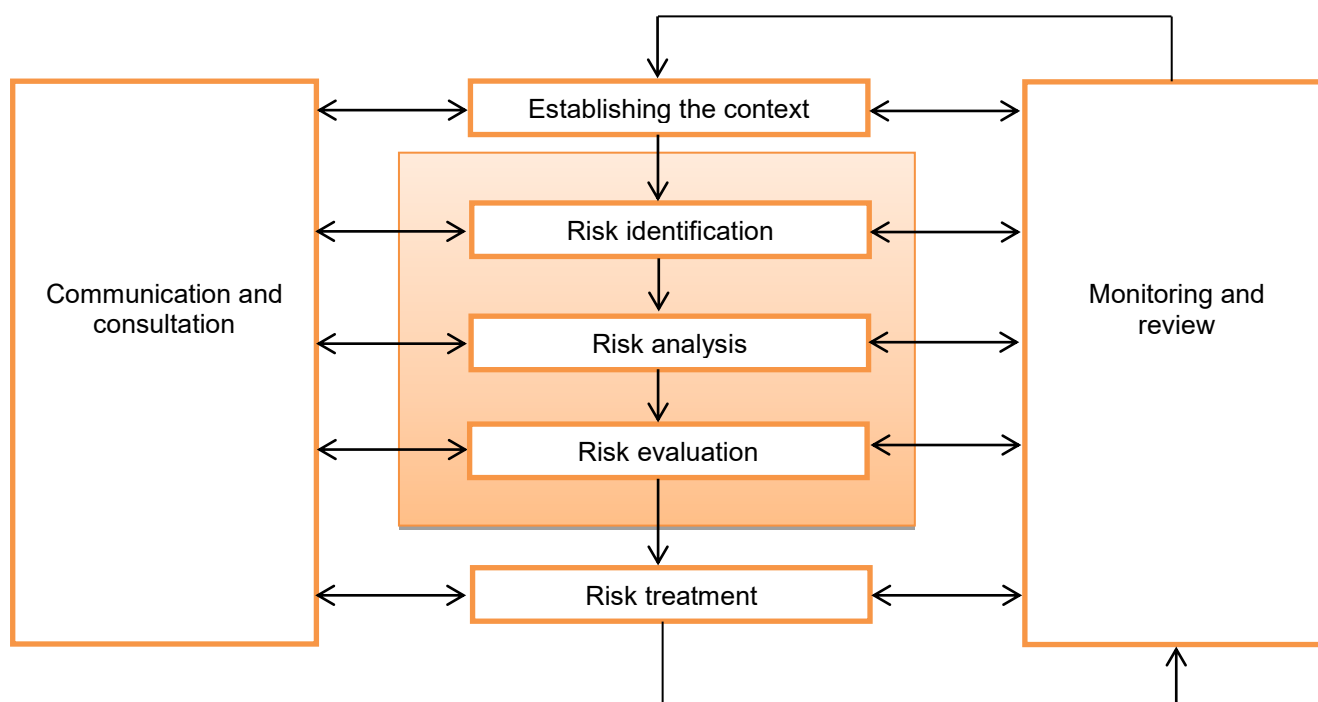 Establishing the context
Risk identification
Communication and
consultation
Monitoring and
review
Risk analysis
Risk evaluation
Risk treatment